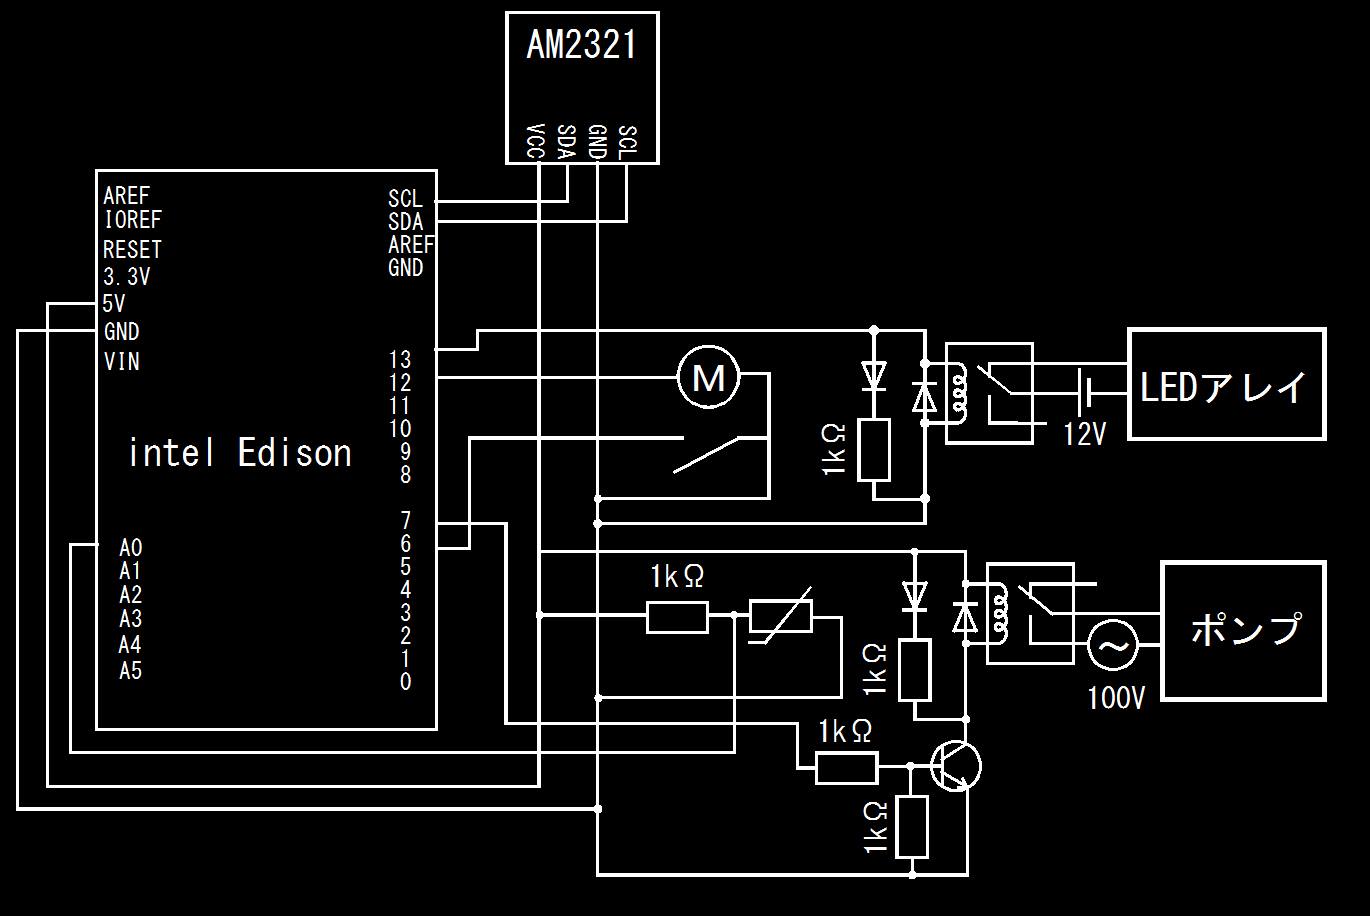 AM2321
VCC
SDA
GND
SCL
AREF
IOREF
RESET
3.3V
5V
GND
VIN
SCL
SDA
AREF
GND
13
12
11
10
9
8
7
6
5
4
3
2
1
0
intel Edison
A0
A1
A2
A3
A4
A5
M
1kΩ
12V
LEDアレイ
1kΩ
1kΩ
100V
ポンプ
1kΩ
1kΩ